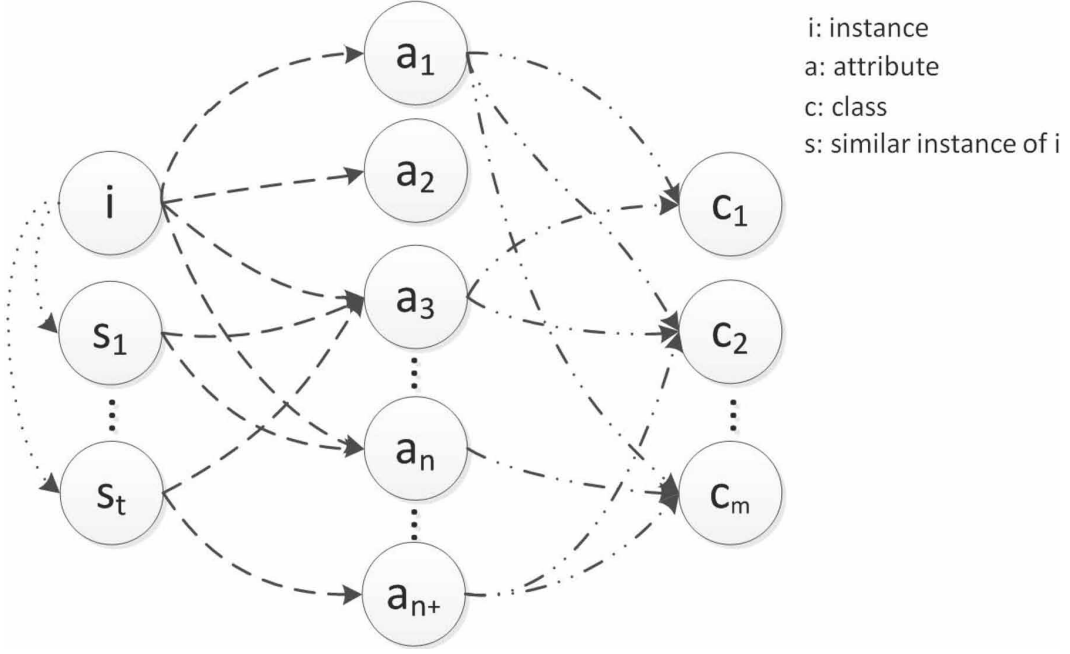 a1
i: instance
a: attribute
c: class
s: similar instance of i
a2
i
c1
a3
s1
c2
an
st
cm
an+